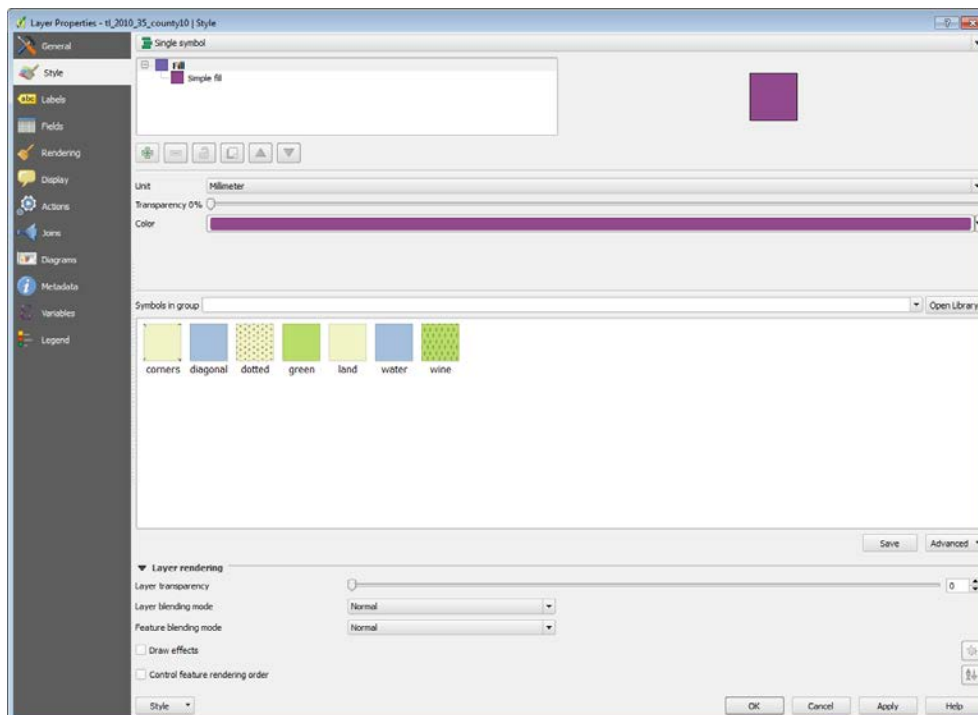 Layer Properties - tl_2010_35_county10 | Style
General
Style
abc Labels
Fields
Rendering
Display
Actions
Joins
Diagrams
Metadata
Variables
Legend
Single symbol
Fill
Simple fill
Unit Millimeter
Transparency 0%
Color
Symbols in group Open Library
corners diagonal dotted green land water wine
Save Advanced
Layer rendering
Layer transparency 0
Layer blending mode Normal
Feature blending mode Normal
Draw effects
Control feature rendering order
Style OK Cancel Apply Help